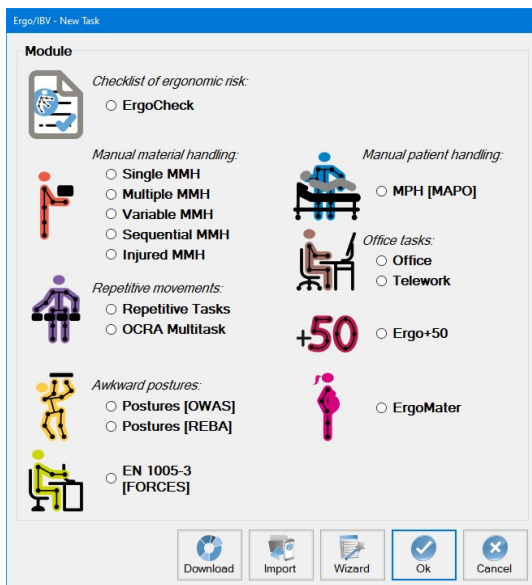 Ergo/IBV - New Task
Module
Checklist of ergonomic risk:
ErgoCheck
Manual material handling:
Single MMH
Multiple MMH
Variable MMH
Sequential MMH
Injured MMH
Repetitive movements:
Repetitive Tasks
OCRA Multitask
Awkward postures:
Postures [OWAS]
Postures [REBA]
EN 1005-3
[FORCES]
Manual patient handling:
MPH [MAPO]
Office tasks:
Office
Telework
+50
Ergo+50
ErgoMater
Download
Import
Wizard
Ok
Cancel